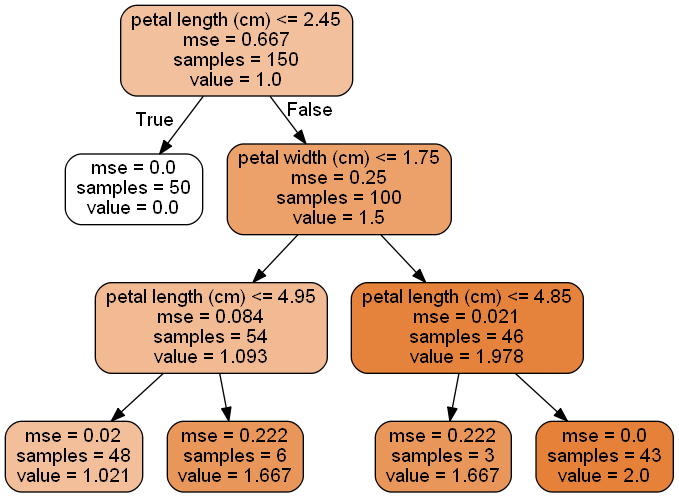 petal length (cm) <= 2.45
mse = 0.667
samples = 150
value = 1.0
True
False
mse = 0.0
samples = 50
value = 0.0
petal width (cm) <= 1.75
mse = 0.25
samples = 100
value = 1.5
petal length (cm) <= 4.95
mse = 0.084
samples = 54
value = 1.093
petal length (cm) <= 4.85
mse = 0.021
samples = 46
value = 1.978
mse = 0.02
samples = 48
value = 1.021
mse = 0.222
samples = 6
value = 1.667
mse = 0.222
samples = 3
value = 1.667
mse = 0.0
samples = 43
value = 2.0